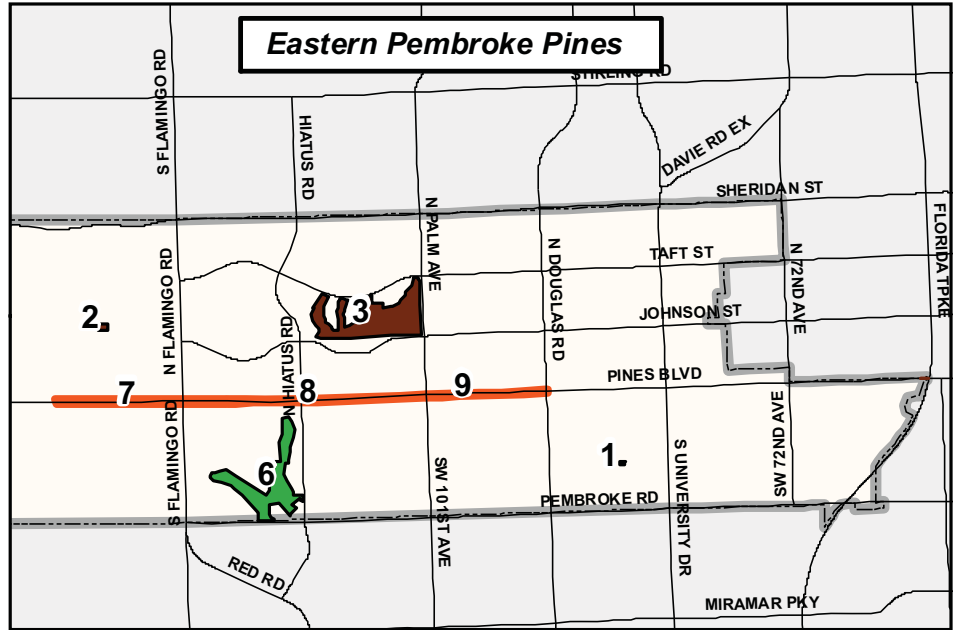 Eastern Pembroke Pines
STIRLING RD
S FLAMINGO RD
HIATUS RD
DAVIE RD EX
SHERIDAN ST
N PALM AVE
FLORIDA TPKE
N FLAMINGO RD
N DOUGLAS RD
TAFT ST
N 72ND AVE
2
3
JOHNSON ST
N HIIATUS RD
7
8
9
PINES BLVD
S FLAMINGO RD
6
1
SW 101ST AVE
S UNIVERSITY DR
SW 72ND AVE
PEMBROKE RD
RED RD
MIRAMAR PKY